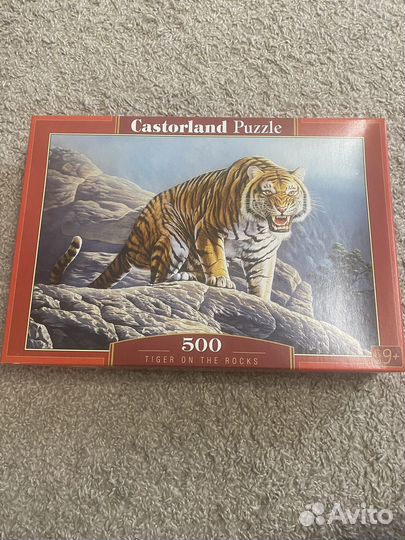 Castorland Puzzle
500
TIGER ON THE ROCKS
9+
Avito